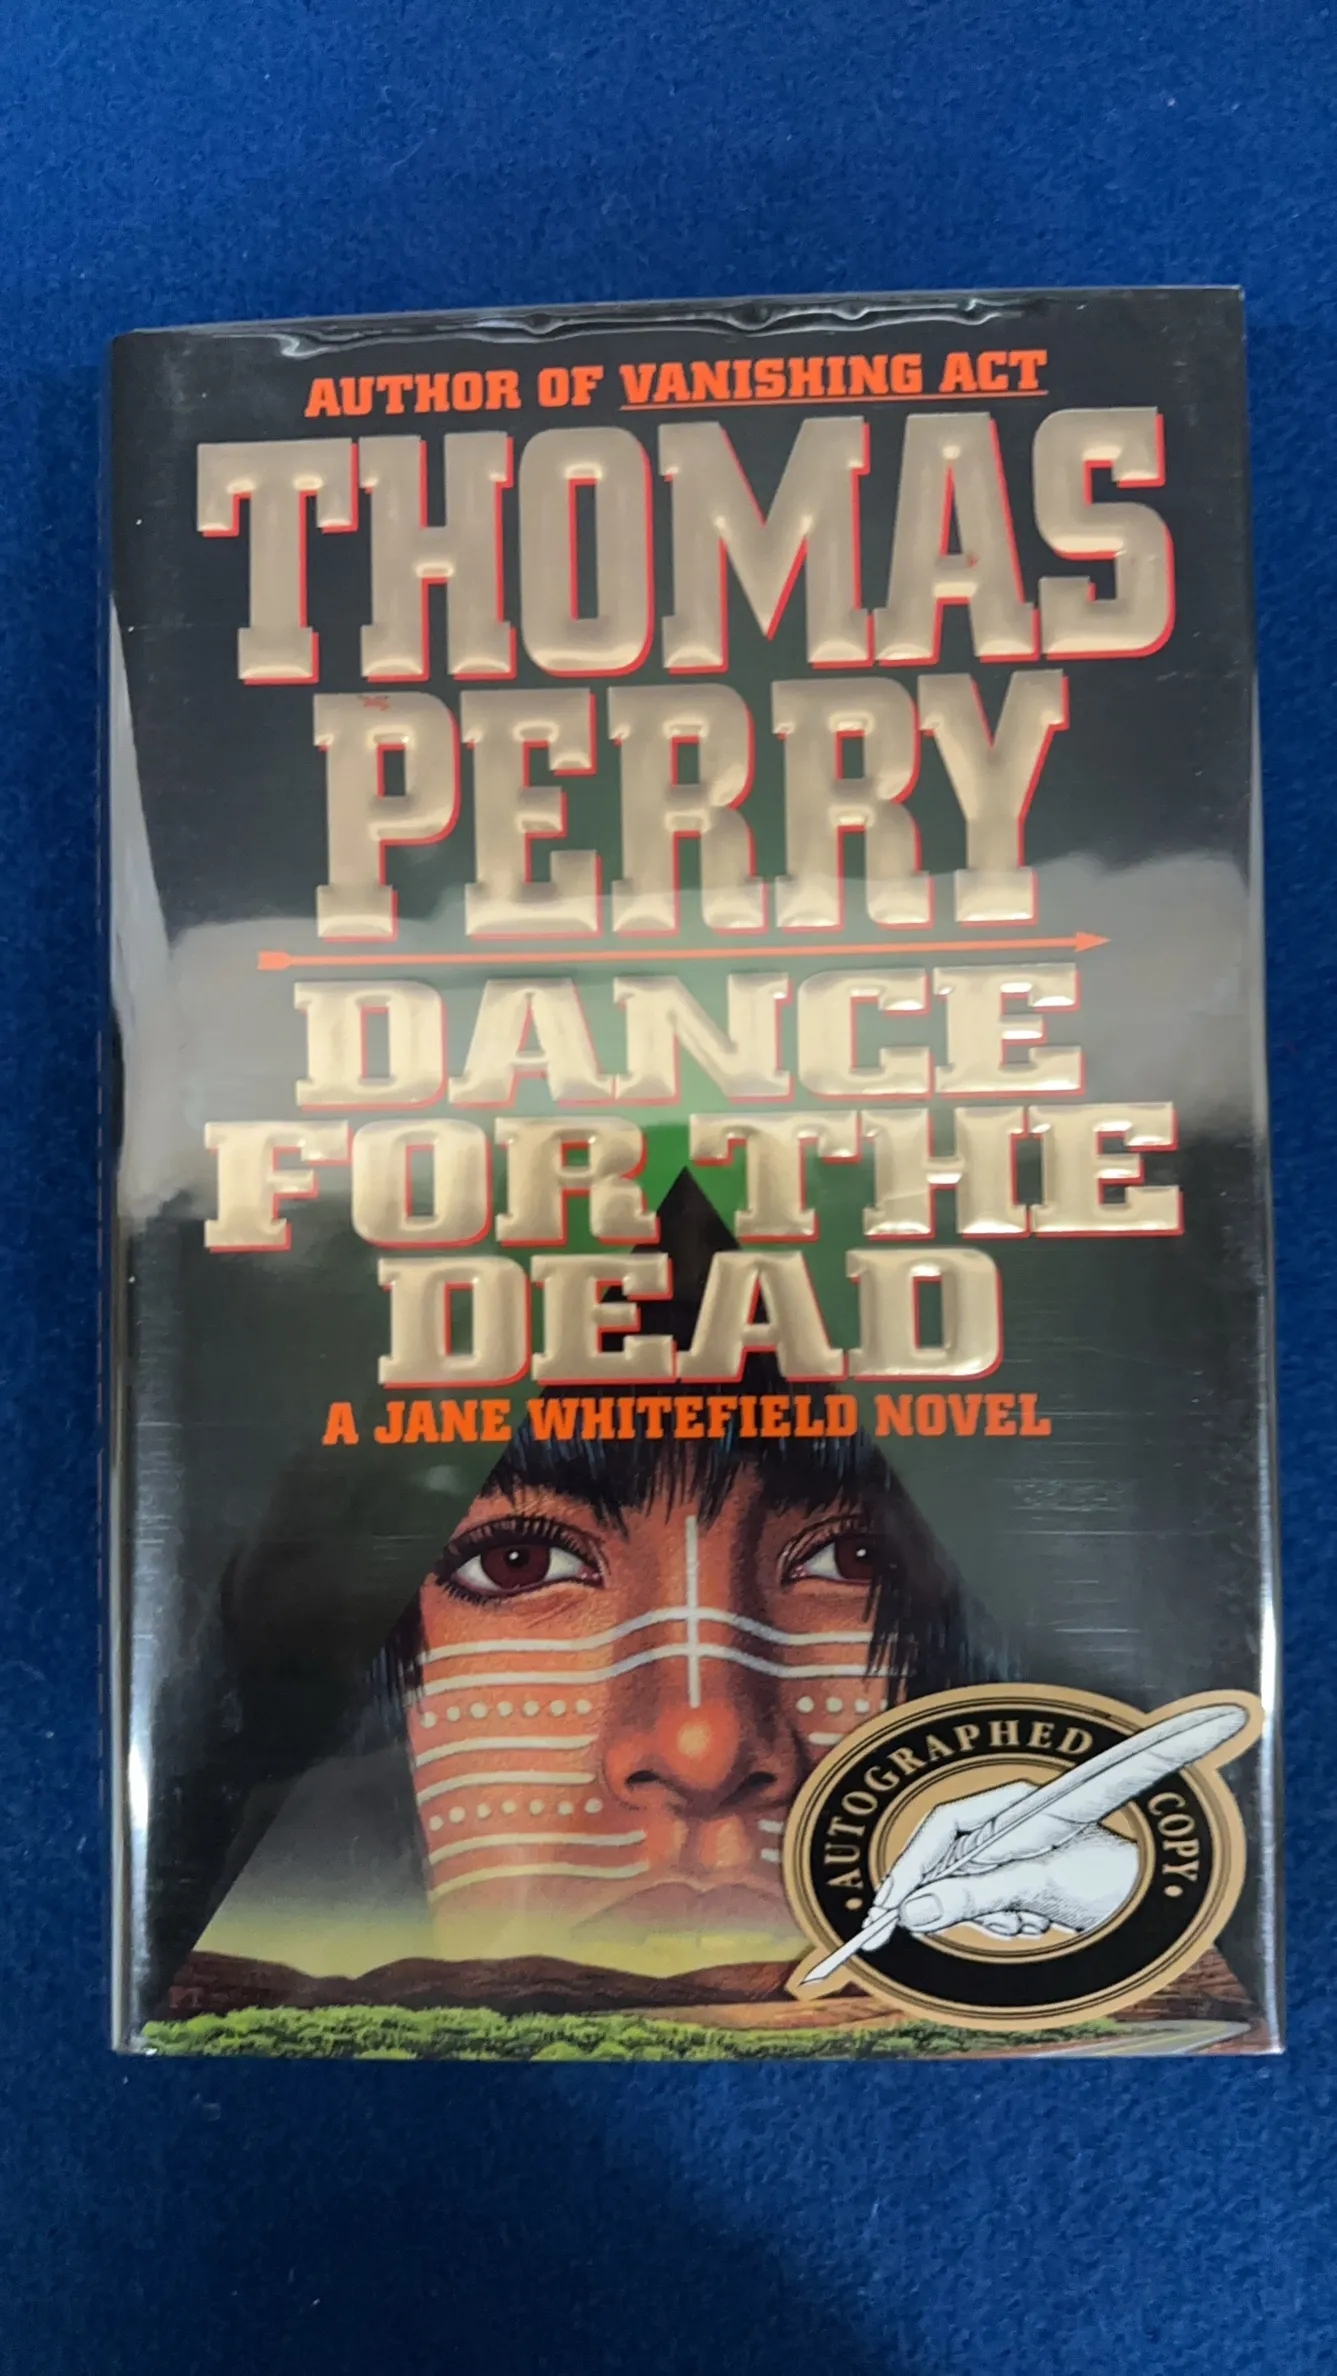 AUTHOR OF VANISHING ACT
THOMAS
PERRY
DANCE
FOR THE
DEAD
A JANE WHITEFIELD NOVEL
• AUTOGRAPHED COPY •